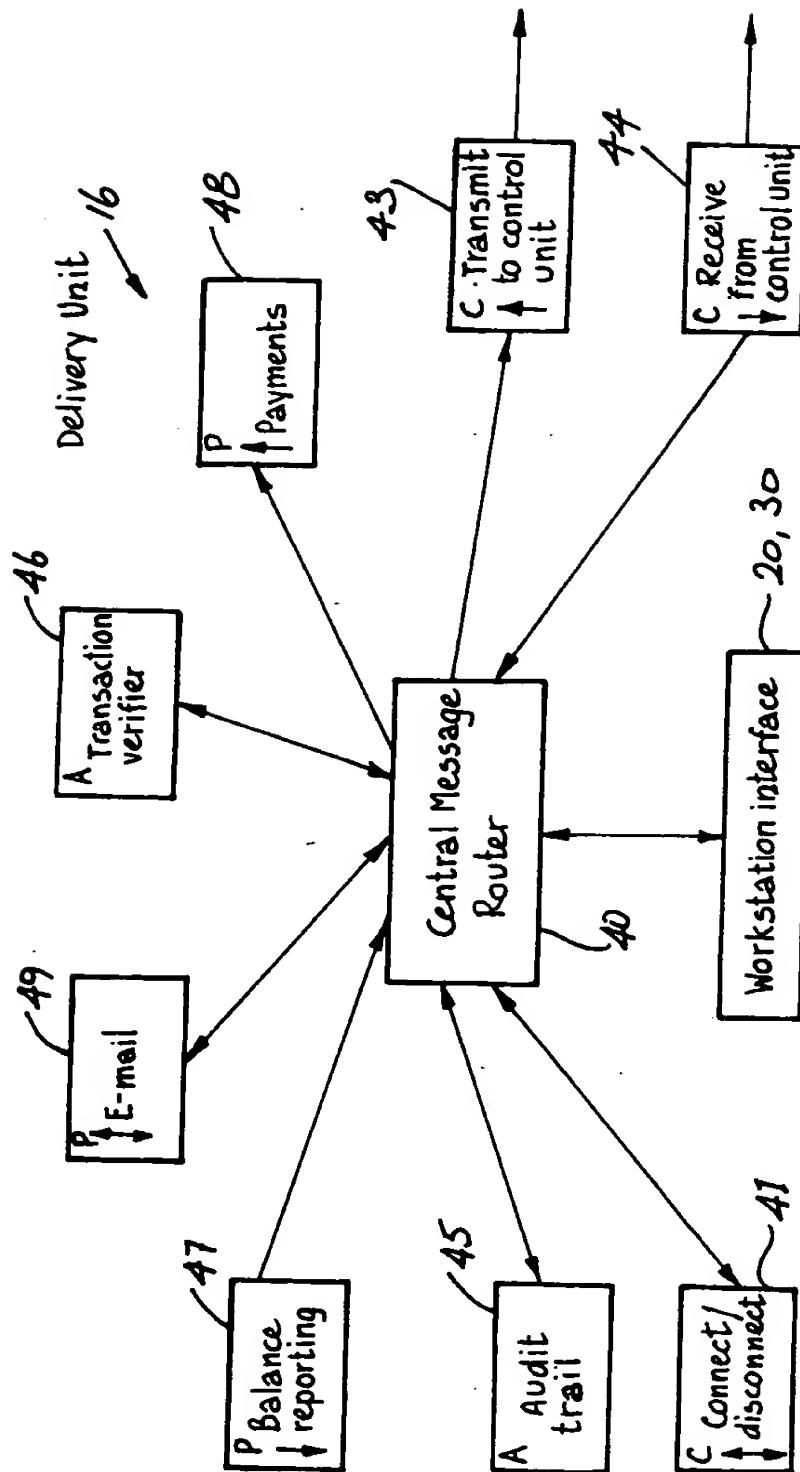 Delivery Unit
16
47
P Balance
reporting
49
P
E-mail
46
A Transaction
verifier
48
P
Payments
45
A
Audit
trail
Central Message
Router
40
43
C Transmit
to control
unit
41
C Connect/
disconnect
Workstation interface
20, 30
44
C Receive
from
control unit